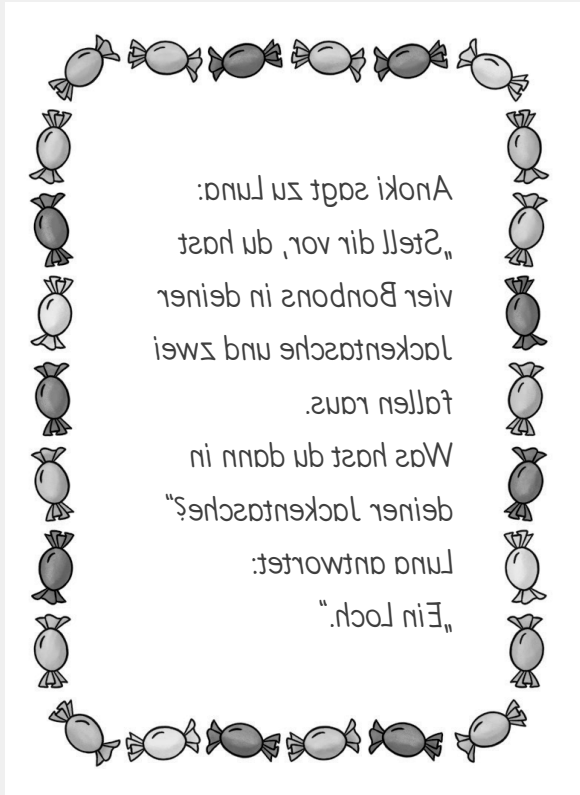 Anoki sagt zu Luna:
„Stell dir vor, du hast
vier Bonbons in deiner
Jackentasche und zwei
fallen raus.
Was hast du dann in
deiner Jackentasche?“
Luna antwortet:
„Ein Loch.“